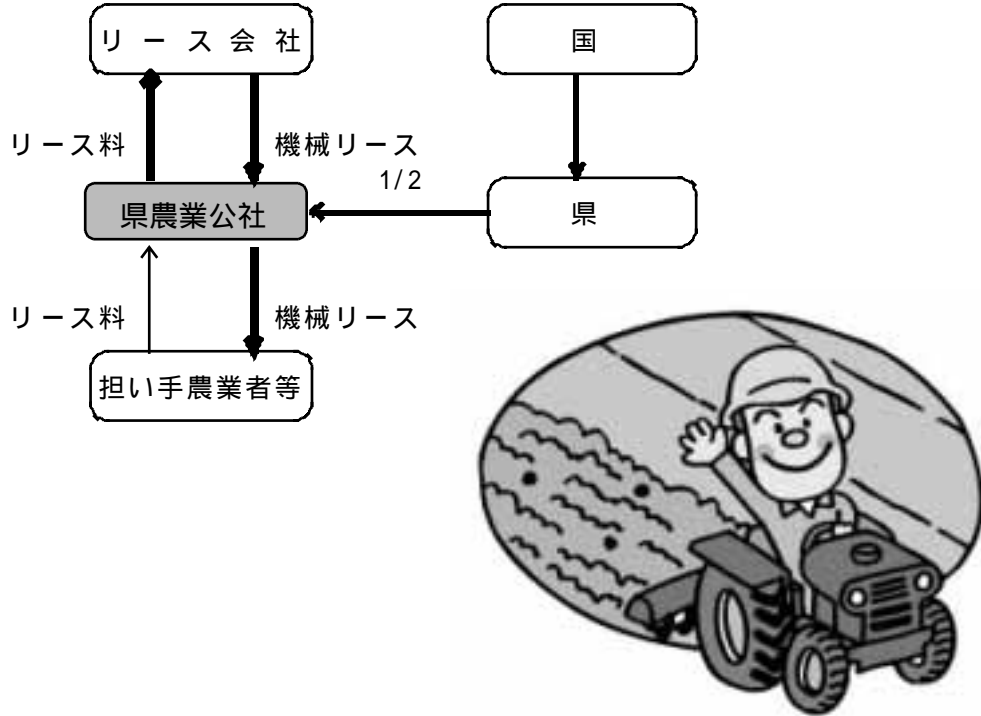 リース会社
国
リース料
機械リース
1/2
県農業公社
県
リース料
機械リース
担い手農業者等